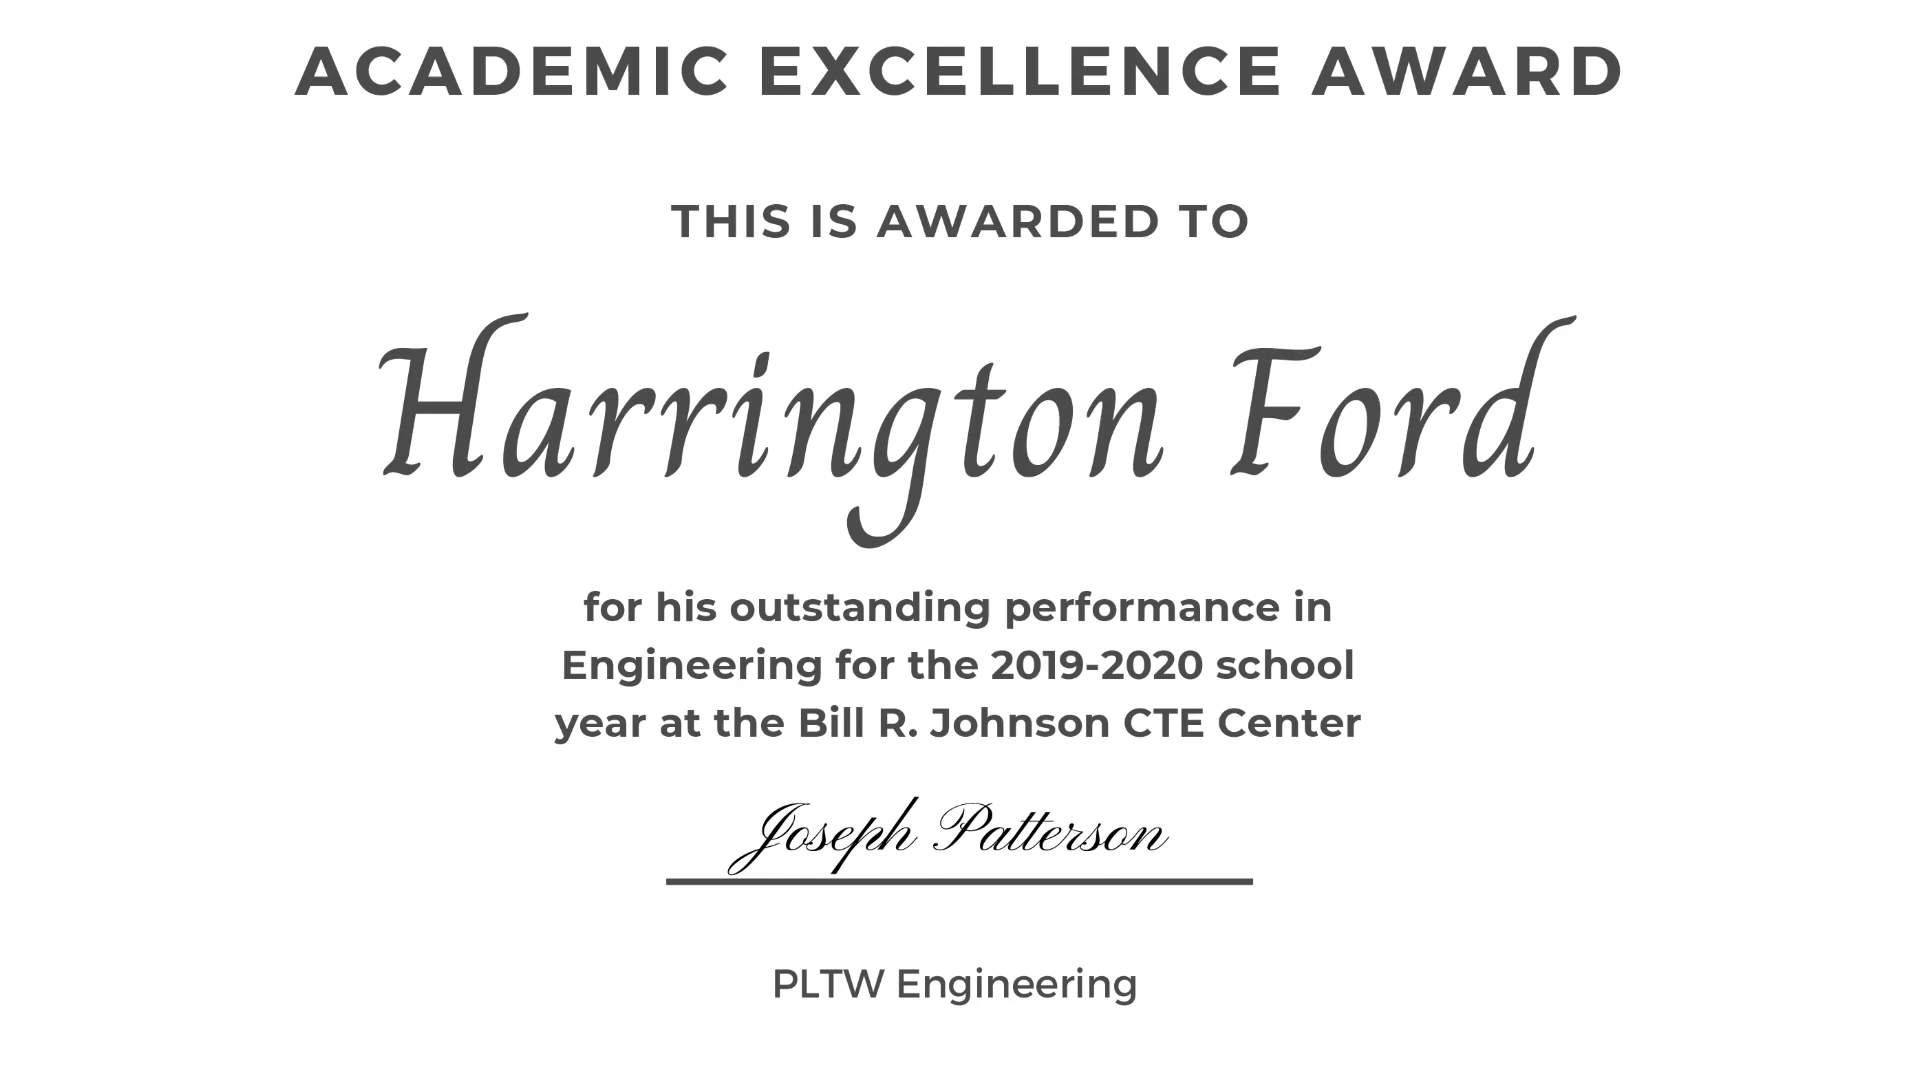 ACADEMIC EXCELLENCE AWARD
THIS IS AWARDED TO
Harrington Ford
for his outstanding performance in
Engineering for the 2019-2020 school
year at the Bill R. Johnson CTE Center
Joseph Patterson
PLTW Engineering